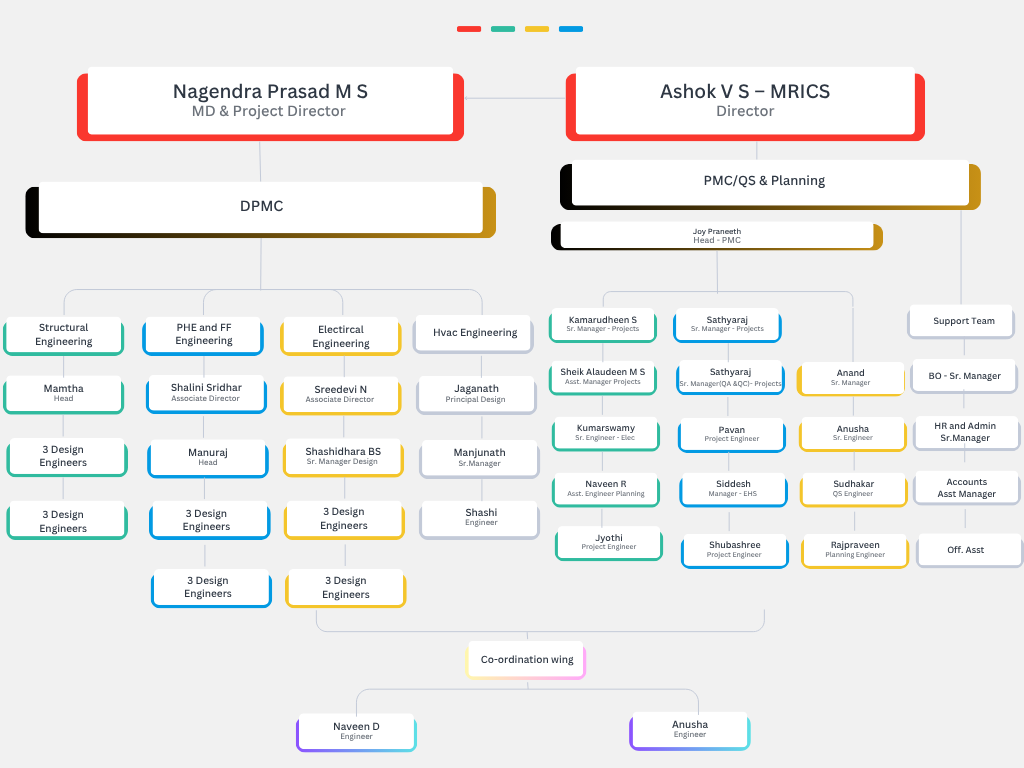 Nagendra Prasad M S
MD & Project Director
Ashok V S – MRICS
Director
DPMC
PMC/QS & Planning
Joy Praneeth
Head - PMC
Structural
Engineering
Mamtha
Head
3 Design
Engineers
3 Design
Engineers
PHE and FF
Engineering
Shalini Sridhar
Associate Director
Manuraj
Head
3 Design
Engineers
3 Design
Engineers
Electircal
Engineering
Sreedevi N
Associate Director
Shashidhara BS
Sr. Manager Design
3 Design
Engineers
3 Design
Engineers
Hvac Engineering
Jaganath
Principal Design
Manjunath
Sr.Manager
Shashi
Engineer
Kamarudheen S
Sr. Manager - Projects
Sheik Alaudeen M S
Asst. Manager Projects
Kumarswamy
Sr. Engineer - Elec
Naveen R
Asst. Engineer Planning
Jyothi
Project Engineer
Sathyaraj
Sr. Manager - Projects
Sathyaraj
Sr. Manager(QA &QC)- Projects
Pavan
Project Engineer
Siddesh
Manager - EHS
Shubashree
Project Engineer
Anand
Sr. Manager
Anusha
Sr. Engineer
Sudhakar
QS Engineer
Rajpraveen
Planning Engineer
Support Team
BO - Sr. Manager
HR and Admin
Sr.Manager
Accounts
Asst Manager
Off. Asst
Co-ordination wing
Naveen D
Engineer
Anusha
Engineer